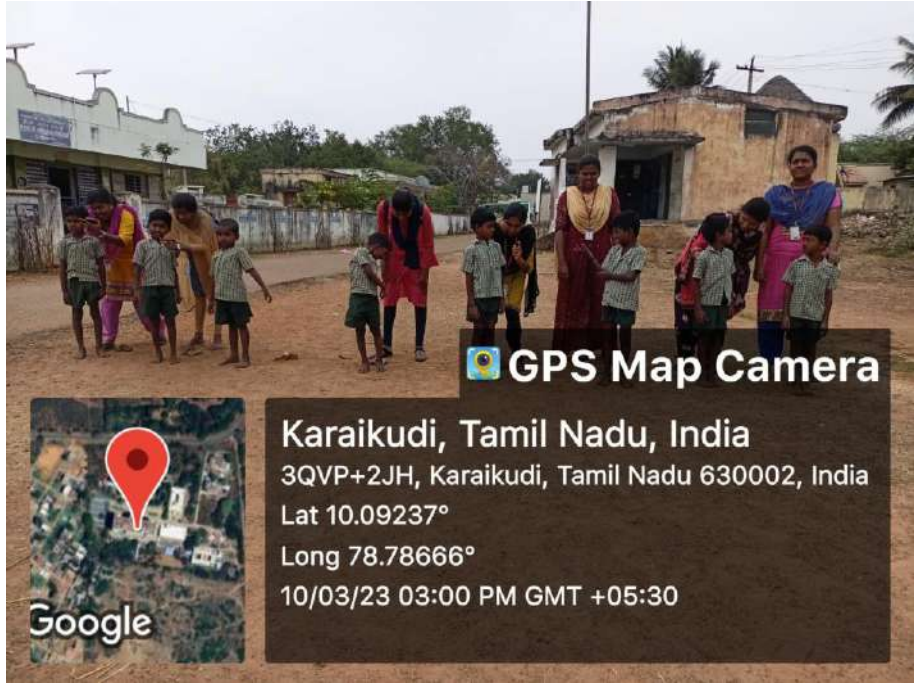 GPS Map Camera
Karaikudi, Tamil Nadu, India
3QVP+2JH, Karaikudi, Tamil Nadu 630002, India
Lat 10.09237°
Long 78.78666°
10/03/23 03:00 PM GMT +05:30
Google